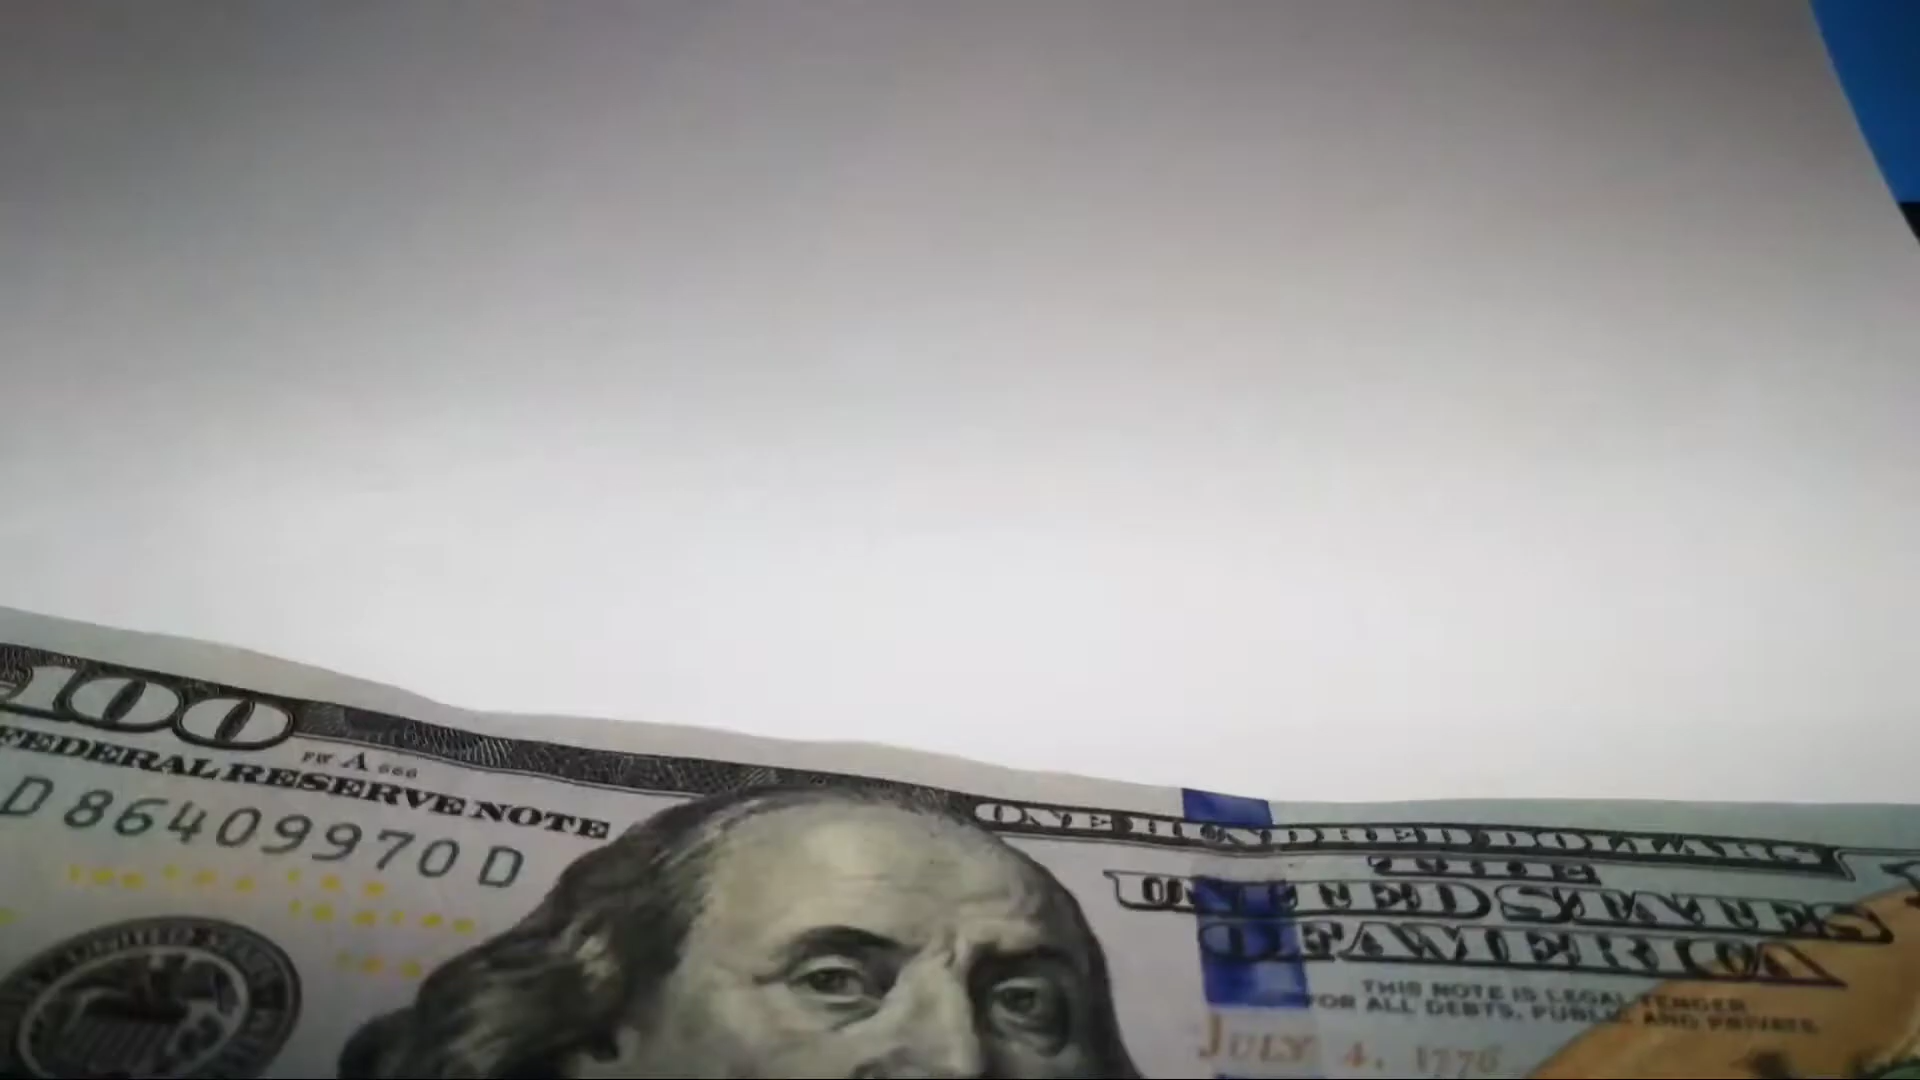 100
FW A 666
FEDERAL RESERVE NOTE
D 86409970 D
ONE HUNDRED DOLLARS
THE
UNITED STATES
OF AMERICA
THIS NOTE IS LEGAL TENDER
FOR ALL DEBTS, PUBLIC AND PRIVATE
JULY 4, 1776